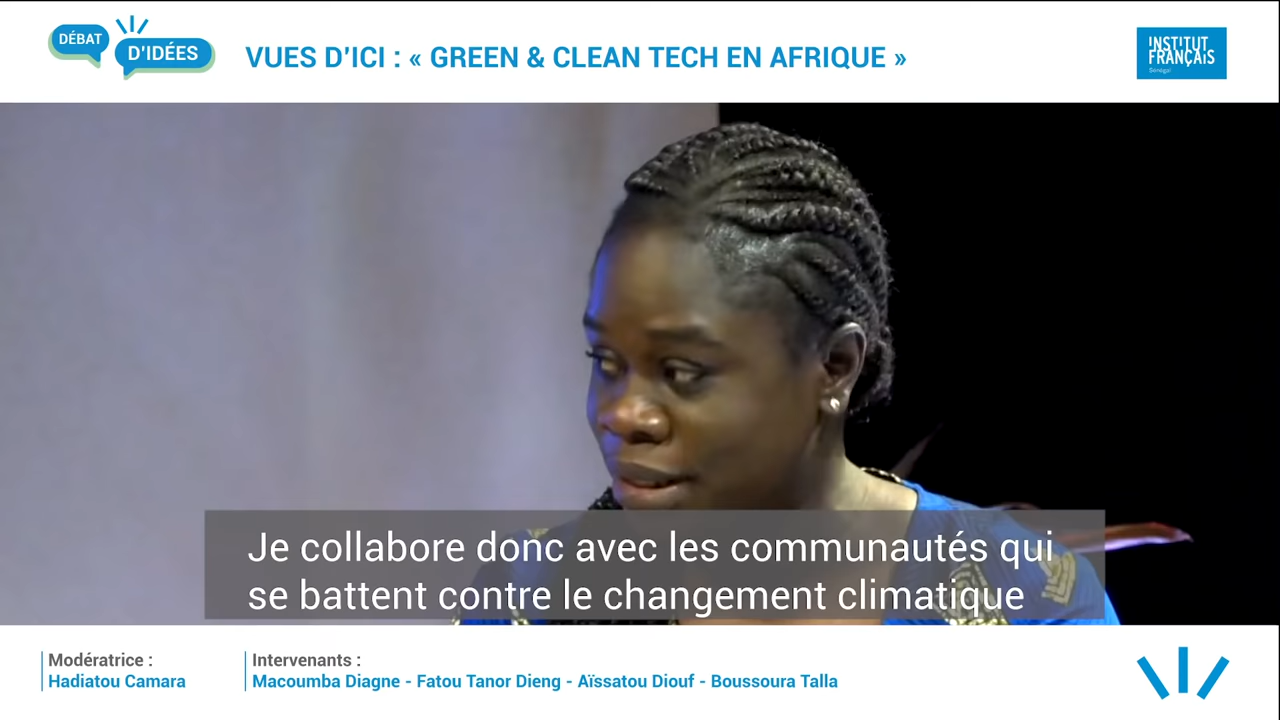 DÉBAT
D'IDÉES
VUES D'ICI : « GREEN & CLEAN TECH EN AFRIQUE »
INSTITUT
FRANÇAIS
Sénégal
Je collabore donc avec les communautés qui
se battent contre le changement climatique
Modératrice :
Hadiatou Camara
Intervenants :
Macoumba Diagne - Fatou Tanor Dieng - Aïssatou Diouf - Boussoura Talla